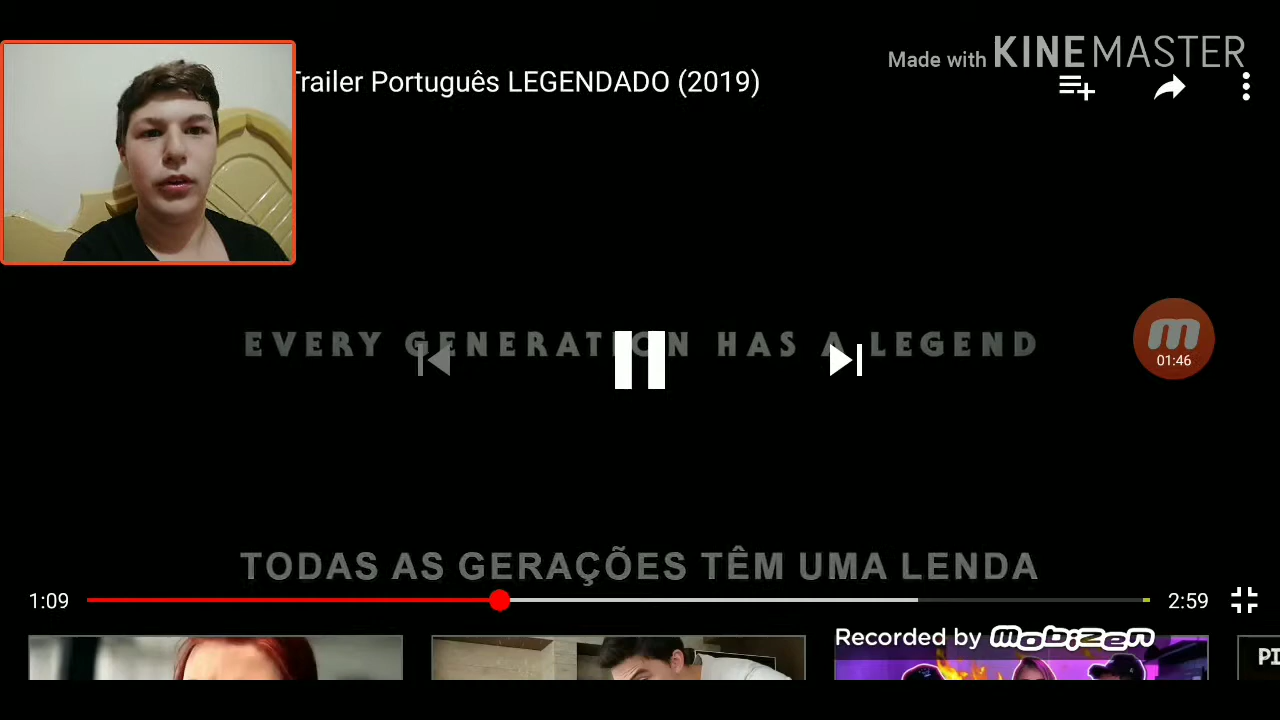 Made with KINEMASTER
Trailer Português LEGENDADO (2019)
EVERY GENERATION HAS A LEGEND
01:46
TODAS AS GERAÇÕES TÊM UMA LENDA
1:09
2:59
Recorded by mobizen
PI